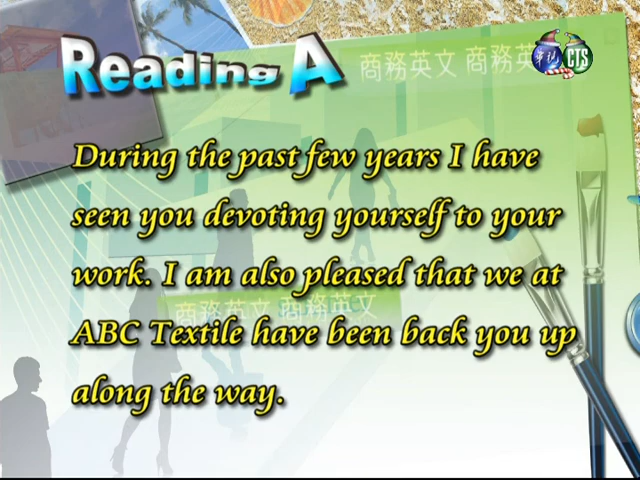 Reading A
商務英文 商務英
華視 CTS
During the past few years I have
seen you devoting yourself to your
work. I am also pleased that we at
商務英文 商務英文
ABC Textile have been back you up
along the way.